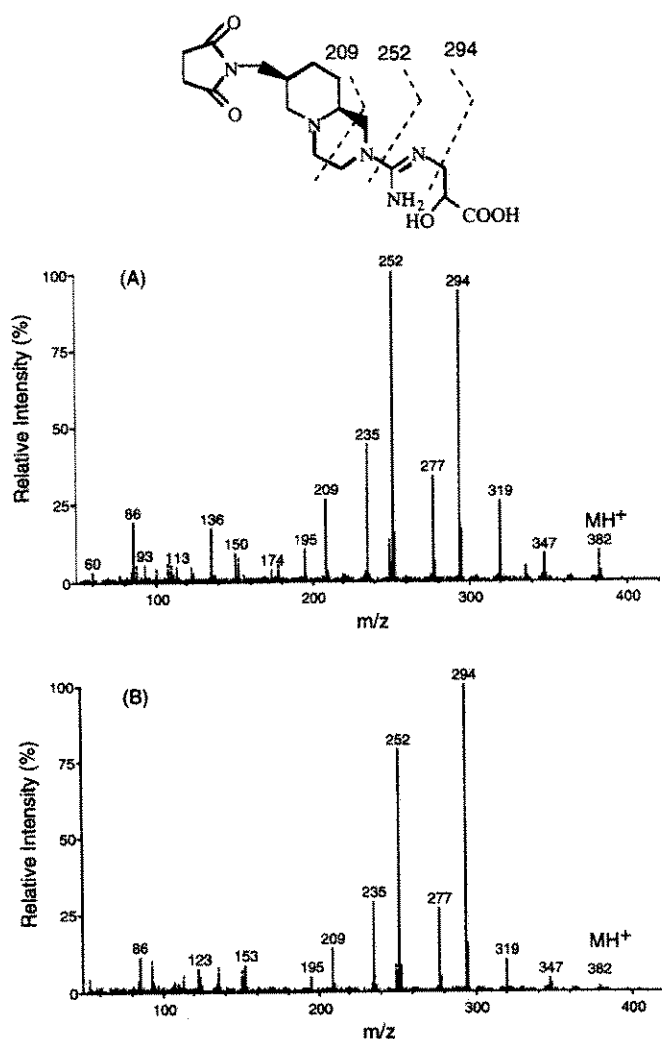 209 252 294
O
N
O
N
N
N
NH2
HO
COOH
(A)
Relative Intensity (%)
100
75
50
25
0
252
294
235
277
209
319
86
136
MH+
382
195
150
347
93
113
174
60
100 200 300 400
m/z
(B)
Relative Intensity (%)
100
75
50
25
0
294
252
235
277
209
MH+
86
123
153
319
195
347
382
100 200 300 400
m/z